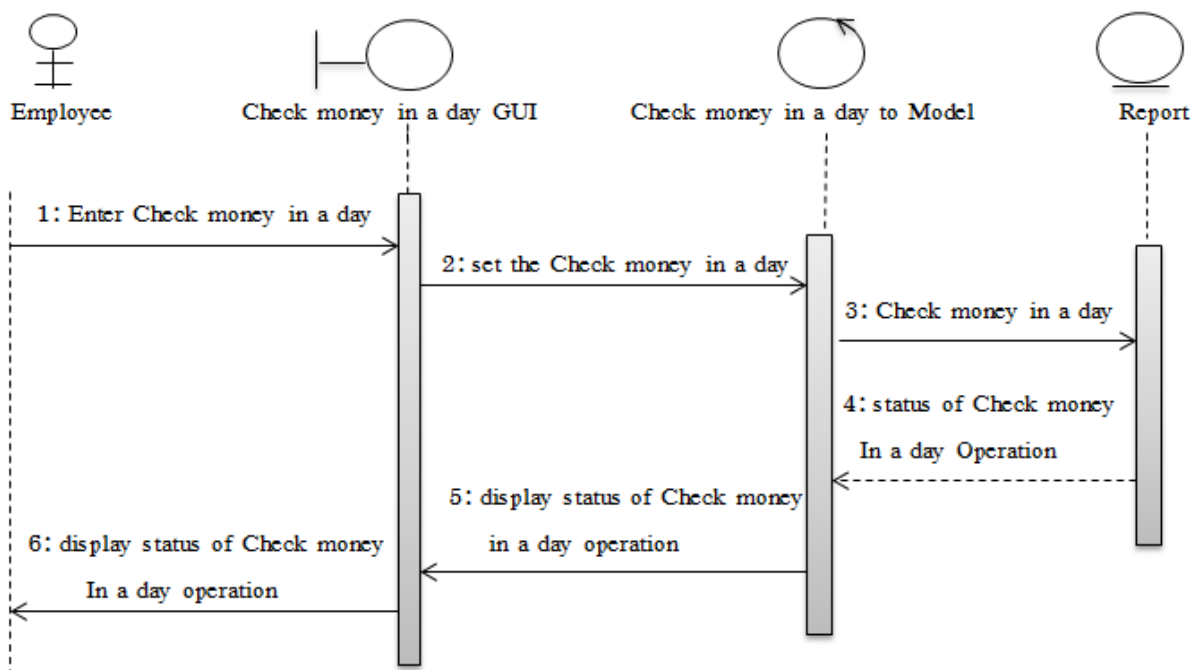 Employee
Check money in a day GUI
Check money in a day to Model
Report
1: Enter Check money in a day
2: set the Check money in a day
3: Check money in a day
4: status of Check money
In a day Operation
5: display status of Check money
in a day operation
6: display status of Check money
In a day operation